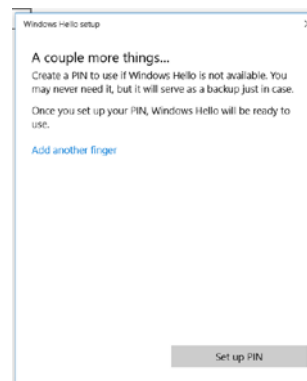 Windows Hello setup
A couple more things...
Create a PIN to use if Windows Hello is not available. You
may never need it, but it will serve as a backup just in case.
Once you set up your PIN, Windows Hello will be ready to
use.
Add another finger
Set up PIN